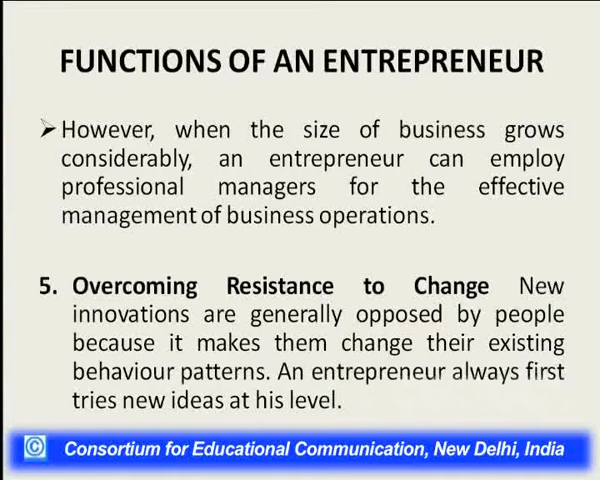 FUNCTIONS OF AN ENTREPRENEUR
However, when the size of business grows
considerably, an entrepreneur can employ
professional managers for the effective
management of business operations.
5. Overcoming Resistance to Change New
innovations are generally opposed by people
because it makes them change their existing
behaviour patterns. An entrepreneur always first
tries new ideas at his level.
© Consortium for Educational Communication, New Delhi, India